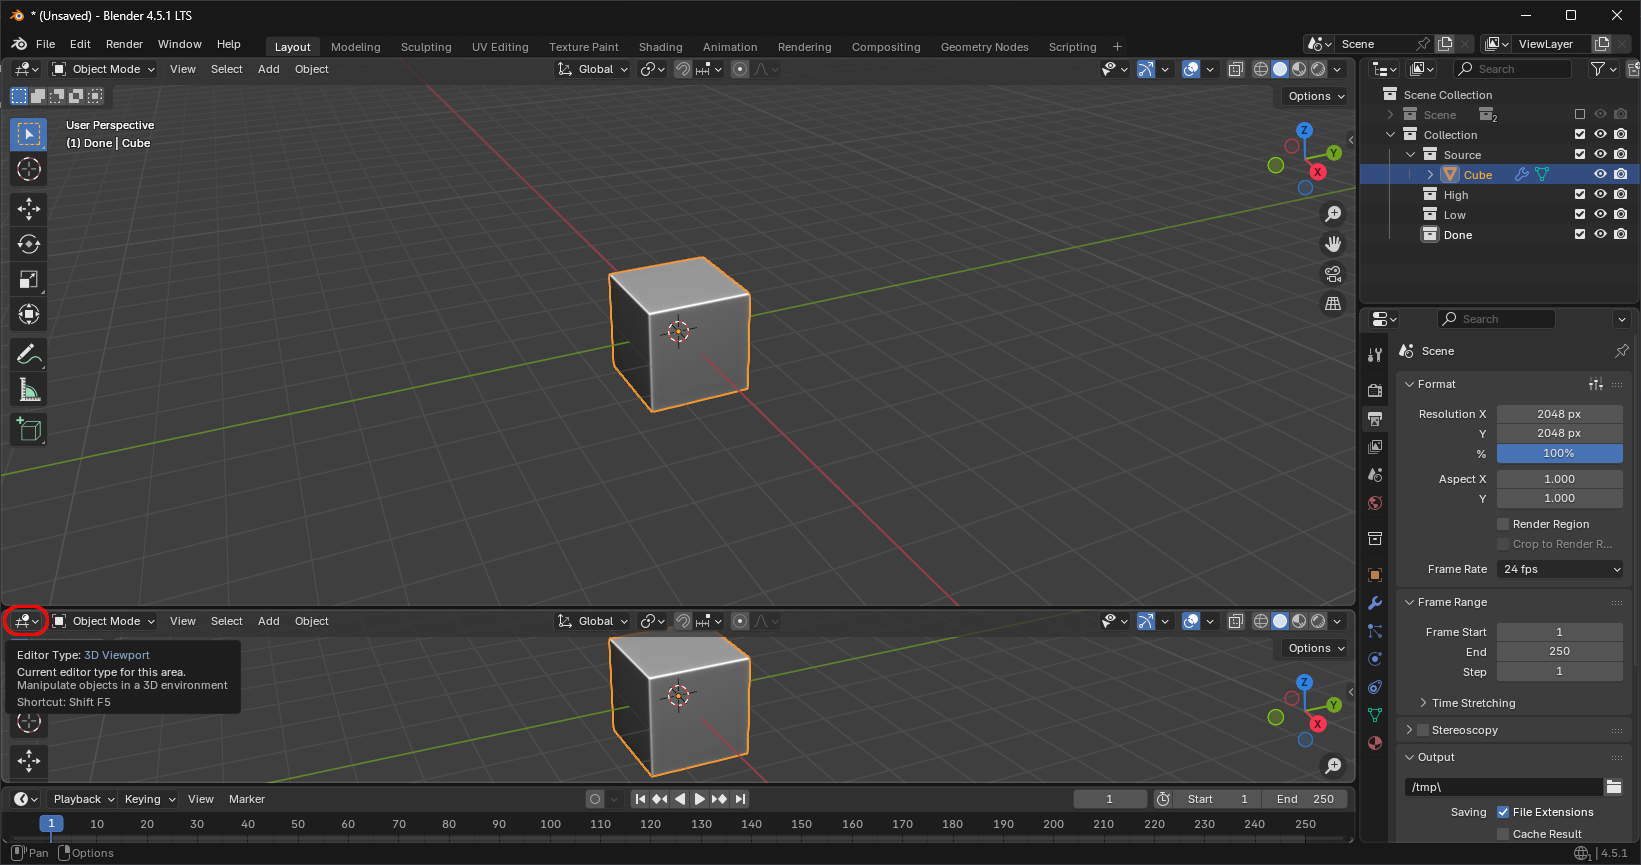 * (Unsaved) - Blender 4.5.1 LTS
File Edit Render Window Help Layout Modeling Sculpting UV Editing Texture Paint Shading Animation Rendering Compositing Geometry Nodes Scripting + Scene ViewLayer
Object Mode View Select Add Object Global Search
Options
User Perspective
(1) Done | Cube
Z
Y
X
Scene Collection
Scene 2
Collection
Source
Cube
High
Low
Done
Search
Scene
Format
Resolution X 2048 px
Y 2048 px
% 100%
Aspect X 1.000
Y 1.000
Render Region
Crop to Render R...
Frame Rate 24 fps
Frame Range
Frame Start 1
End 250
Step 1
Time Stretching
Stereoscopy
Output
/tmp\
Saving File Extensions
Cache Result
Object Mode View Select Add Object Global
Options
Editor Type: 3D Viewport
Current editor type for this area.
Manipulate objects in a 3D environment
Shortcut: Shift F5
Z
Y
X
Playback Keying View Marker 1 Start 1 End 250
1 10 20 30 40 50 60 70 80 90 100 110 120 130 140 150 160 170 180 190 200 210 220 230 240 250
Pan Options 1 | 4.5.1